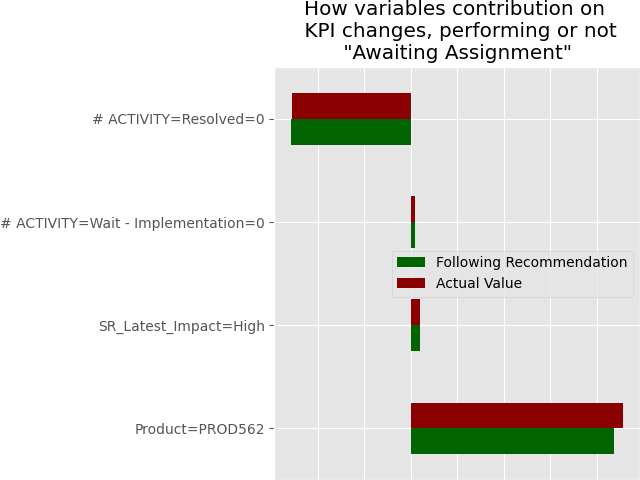 How variables contribution on
KPI changes, performing or not
"Awaiting Assignment"
# ACTIVITY=Resolved=0
# ACTIVITY=Wait - Implementation=0
Following Recommendation
Actual Value
SR_Latest_Impact=High
Product=PROD562